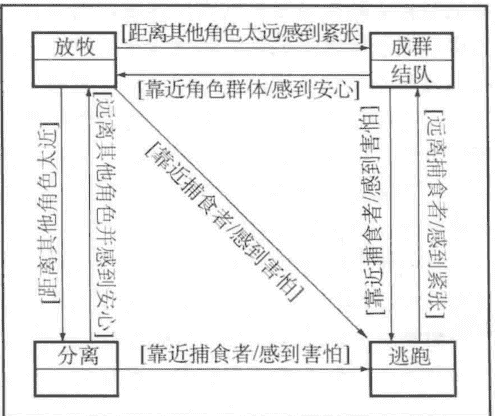 放牧
[距离其他角色太远/感到紧张]
成群
结队
[靠近角色群体/感到安心]
[距离其他角色太近]
[远离其他角色并感到安心]
[靠近捕食者/感到害怕]
[靠近捕食者/感到害怕]
[远离捕食者/感到紧张]
分离
[靠近捕食者/感到害怕]
逃跑